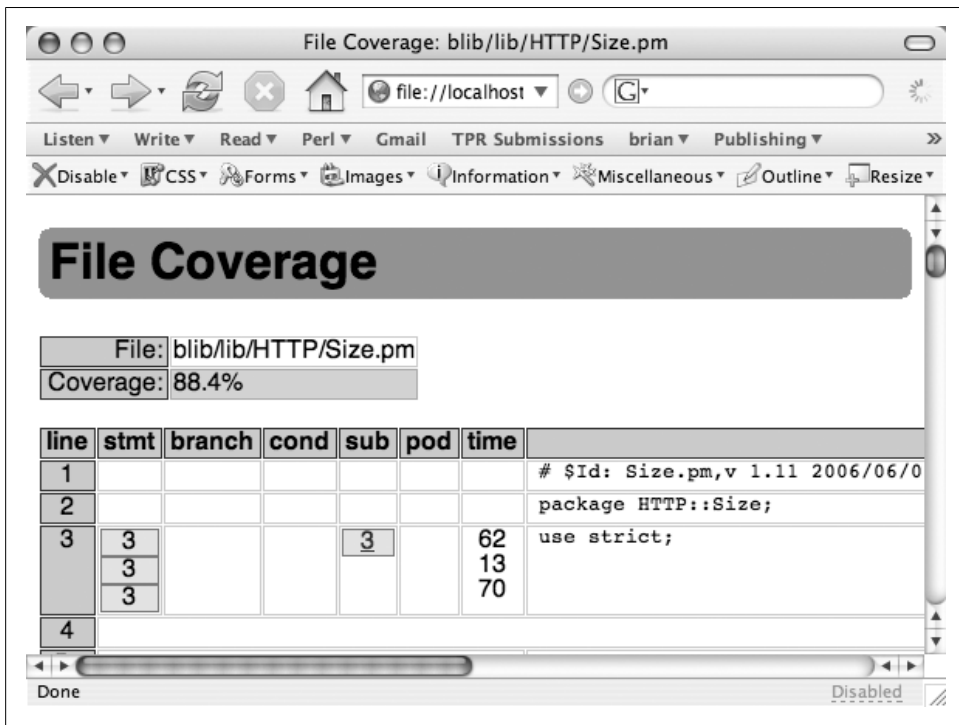 File Coverage: blib/lib/HTTP/Size.pm
file://localhost G
Listen Write Read Perl Gmail TPR Submissions brian Publishing »
Disable CSS Forms Images Information Miscellaneous Outline Resize
File Coverage
File: blib/lib/HTTP/Size.pm
Coverage: 88.4%
line stmt branch cond sub pod time
1 # $Id: Size.pm,v 1.11 2006/06/0
2 package HTTP::Size;
3 3 3 62 use strict;
3 13
3 70
4
Done Disabled